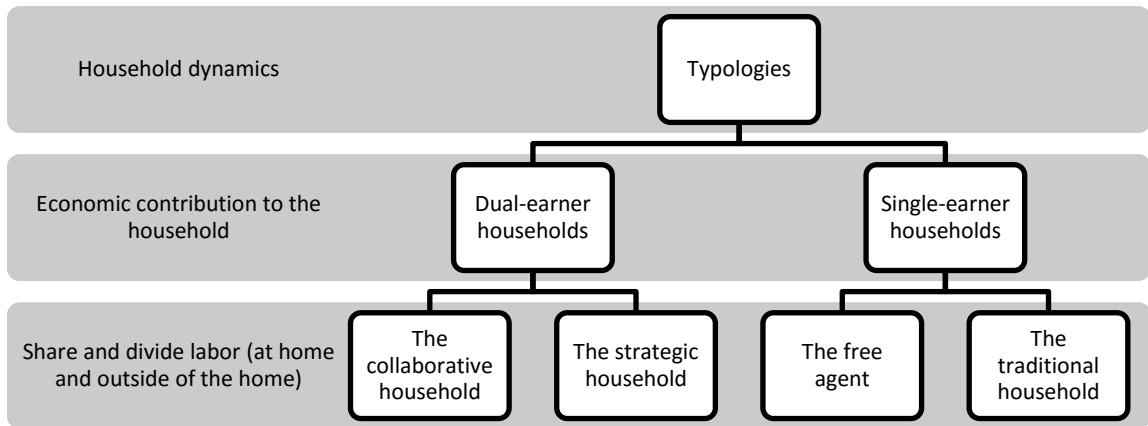 Household dynamics
Typologies
Economic contribution to the
household
Dual-earner
households
Single-earner
households
Share and divide labor (at home
and outside of the home)
The
collaborative
household
The strategic
household
The free
agent
The
traditional
household